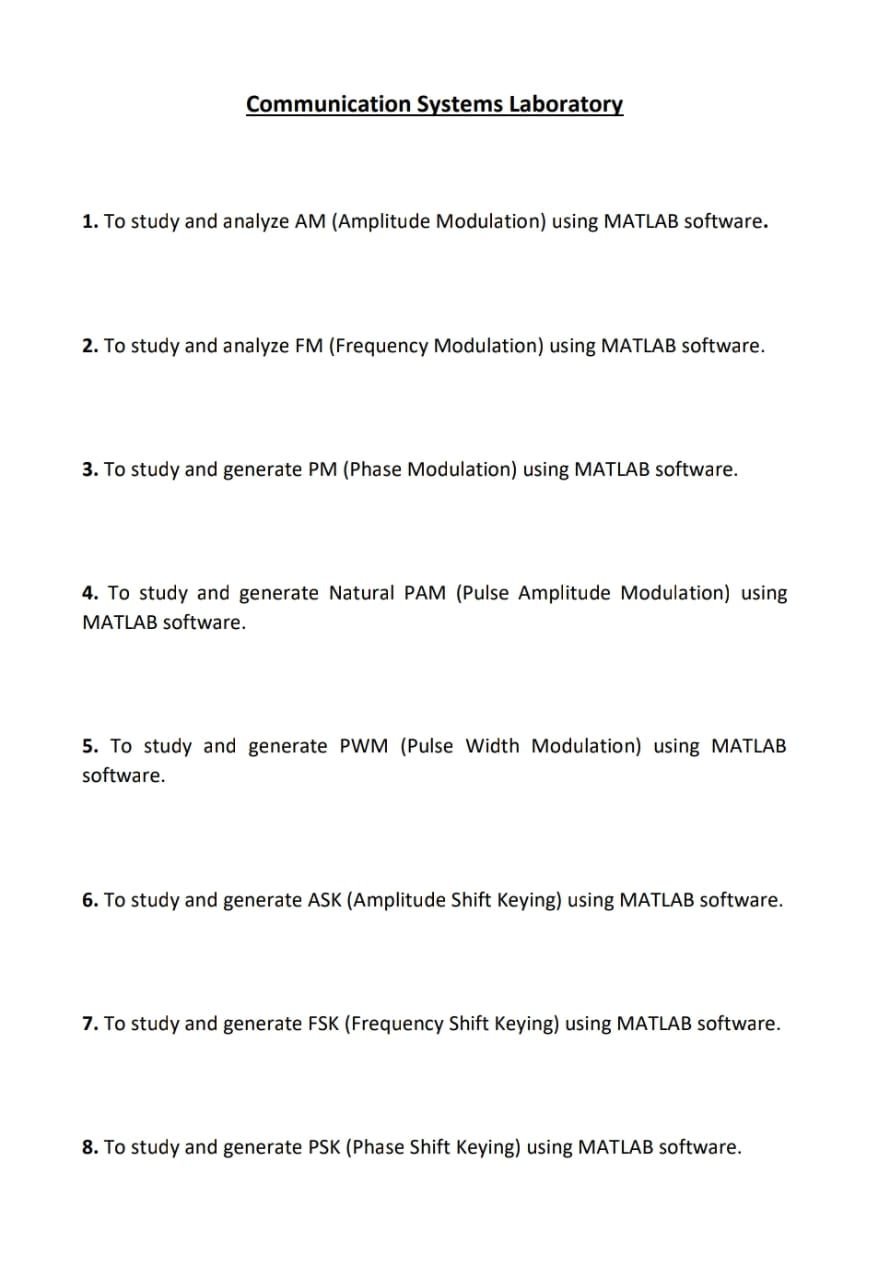 Communication Systems Laboratory
1. To study and analyze AM (Amplitude Modulation) using MATLAB software.
2. To study and analyze FM (Frequency Modulation) using MATLAB software.
3. To study and generate PM (Phase Modulation) using MATLAB software.
4. To study and generate Natural PAM (Pulse Amplitude Modulation) using
MATLAB software.
5. To study and generate PWM (Pulse Width Modulation) using MATLAB
software.
6. To study and generate ASK (Amplitude Shift Keying) using MATLAB software.
7. To study and generate FSK (Frequency Shift Keying) using MATLAB software.
8. To study and generate PSK (Phase Shift Keying) using MATLAB software.